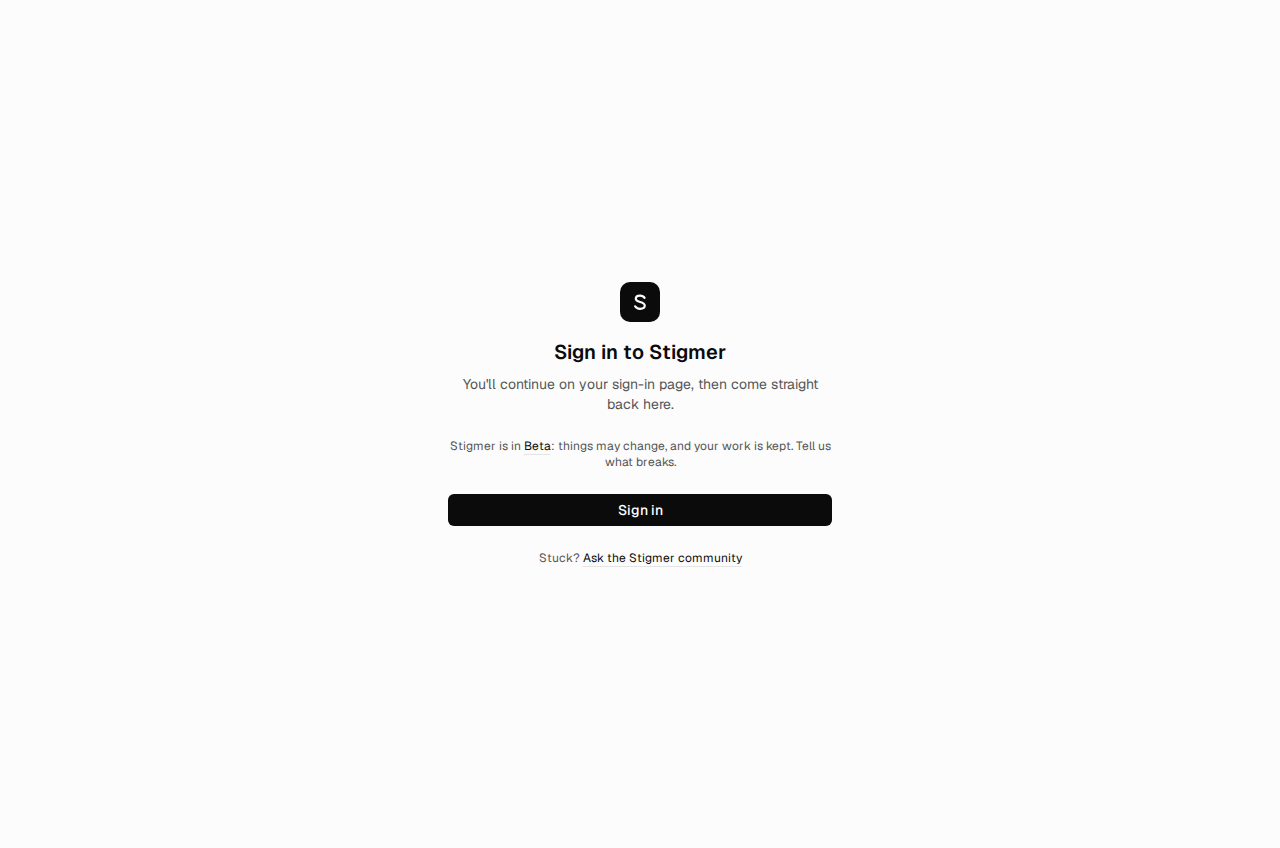 S
Sign in to Stigmer
You'll continue on your sign-in page, then come straight
back here.
Stigmer is in Beta: things may change, and your work is kept. Tell us
what breaks.
Sign in
Stuck? Ask the Stigmer community